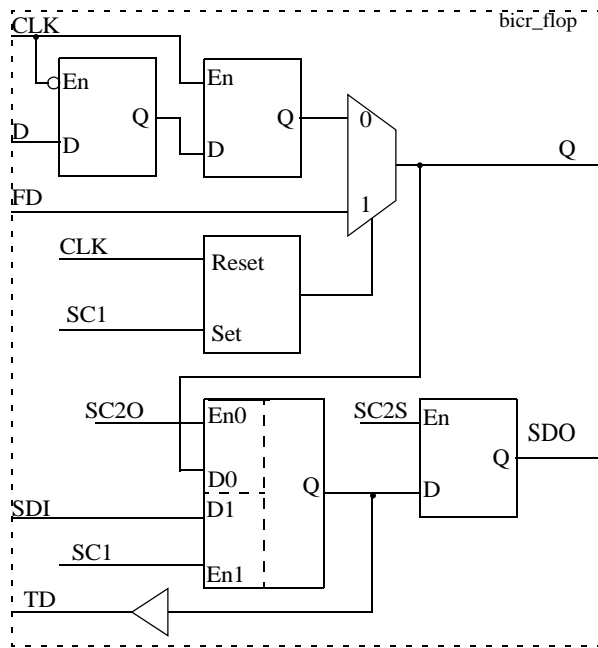 CLK
bicr_flop
En
En
Q
Q
0
D
D
D
Q
FD
1
CLK
Reset
SC1
Set
SC2O
En0
SC2S
En
SDO
D0
Q
Q
D
SDI
D1
SC1
En1
TD